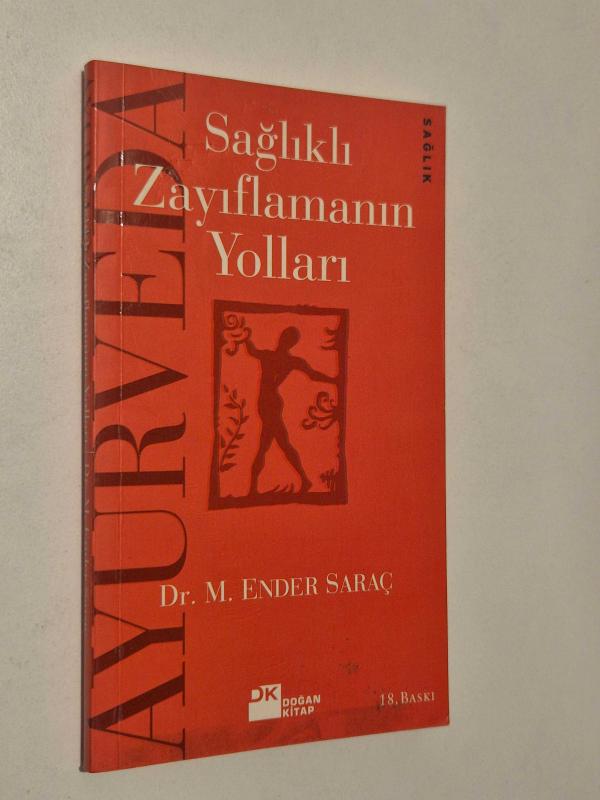 AYURVEDA
SAĞLIK
Sağlıklı
Zayıflamanın
Yolları
Dr. M. ENDER SARAÇ
DK
DOĞAN
KİTAP
18. BASKI